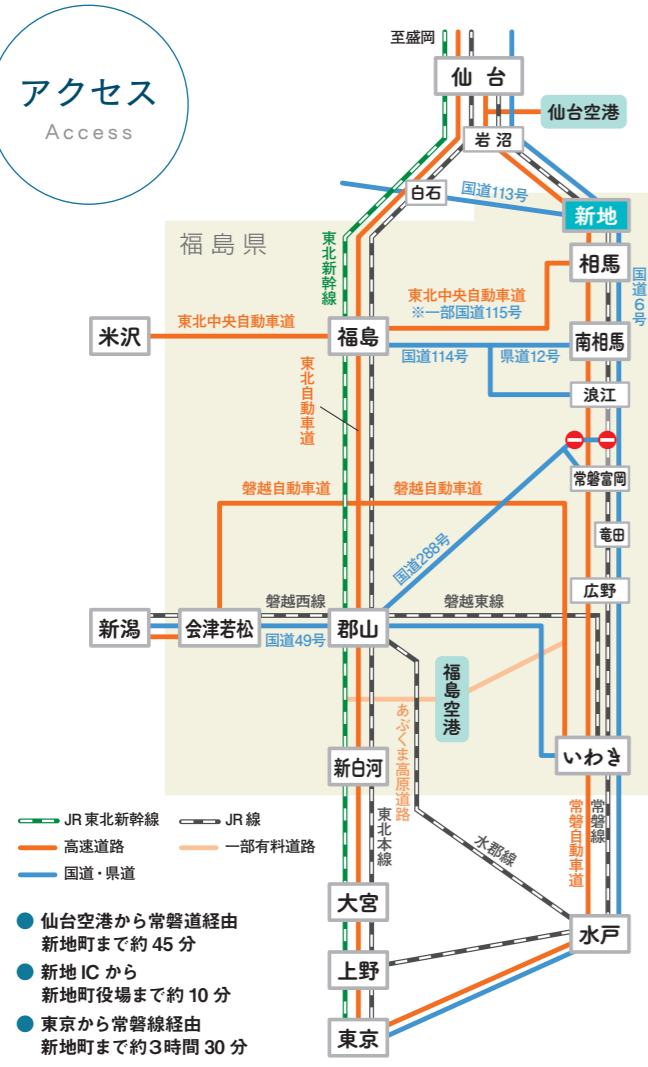 アクセス
Access
至盛岡
仙台
仙台空港
岩沼
白石
国道113号
新地
福島県
東北新幹線
相馬
国道6号
東北中央自動車道
※一部国道115号
東北中央自動車道
米沢
福島
南相馬
国道114号
県道12号
東北自動車道
浪江
常磐富岡
磐越自動車道
磐越自動車道
国道288号
竜田
広野
磐越西線
磐越東線
新潟
会津若松
国道49号
郡山
福島空港
あぶくま高原道路
新白河
いわき
東北本線
常磐自動車道
常磐線
水郡線
JR東北新幹線
JR線
高速道路
一部有料道路
国道・県道
大宮
水戸
上野
東京
● 仙台空港から常磐道経由
新地町まで約45分
● 新地ICから
新地町役場まで約10分
● 東京から常磐線経由
新地町まで約3時間30分